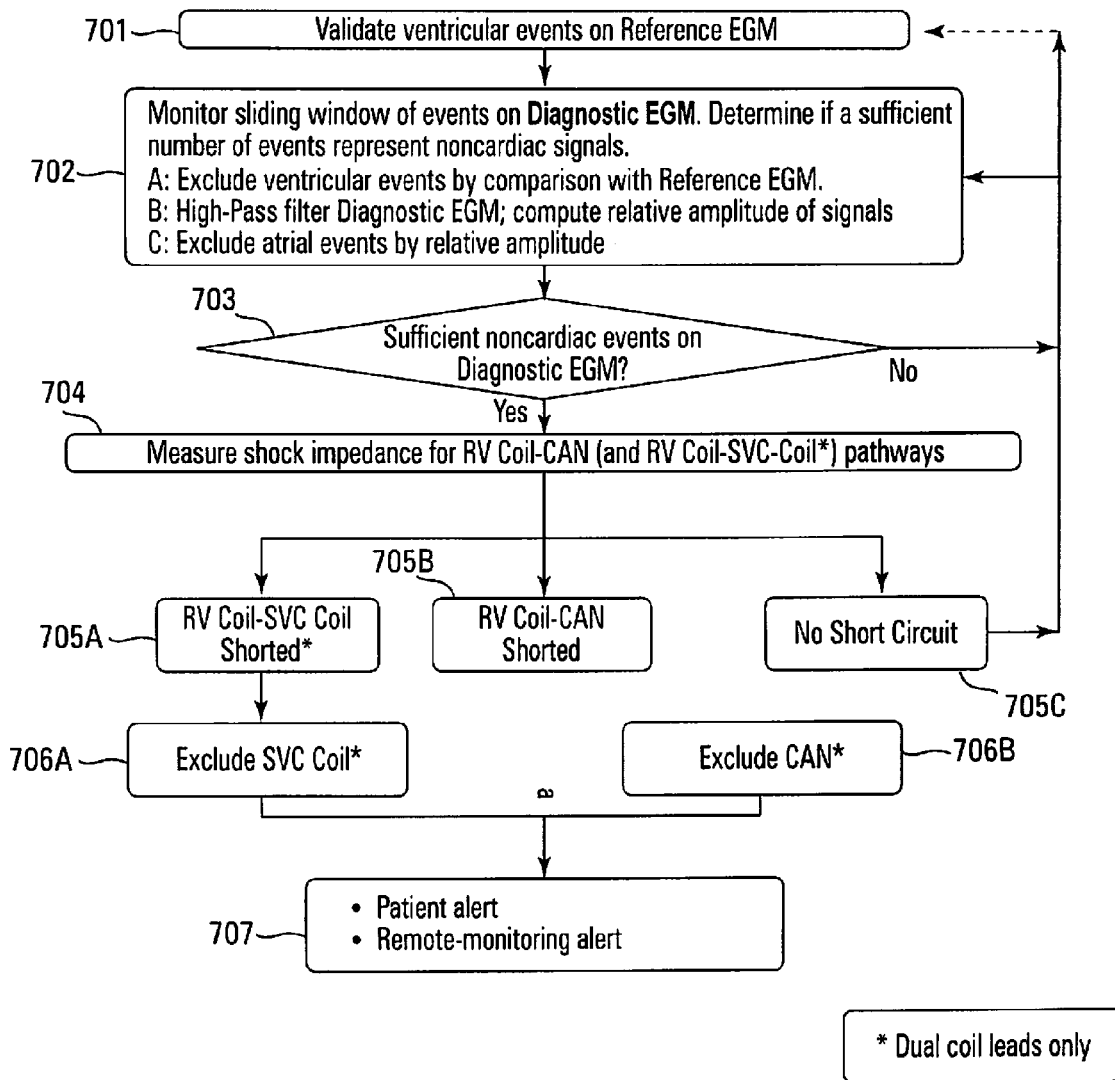 701
Validate ventricular events on Reference EGM
702
Monitor sliding window of events on Diagnostic EGM. Determine if a sufficient
number of events represent noncardiac signals.
A: Exclude ventricular events by comparison with Reference EGM.
B: High-Pass filter Diagnostic EGM; compute relative amplitude of signals
C: Exclude atrial events by relative amplitude
703
Sufficient noncardiac events on
Diagnostic EGM?
No
Yes
704
Measure shock impedance for RV Coil-CAN (and RV Coil-SVC-Coil*) pathways
705A
RV Coil-SVC Coil
Shorted*
705B
RV Coil-CAN
Shorted
No Short Circuit
705C
706A
Exclude SVC Coil*
Exclude CAN*
706B
a
707
• Patient alert
• Remote-monitoring alert
* Dual coil leads only